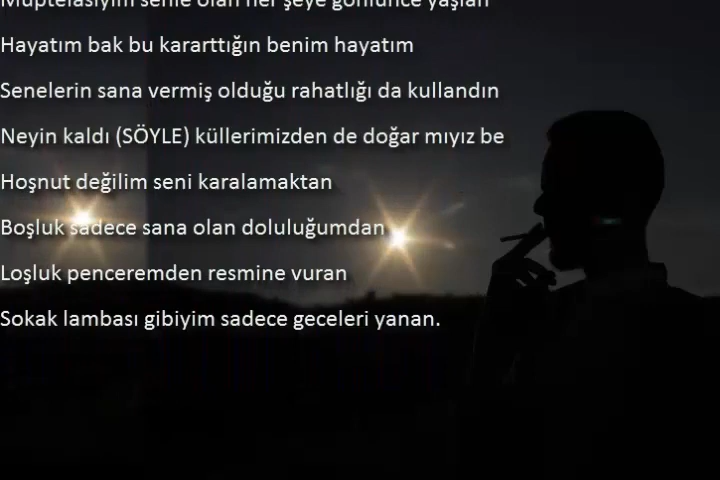 Müptelasıyım senle olan her şeye gönlünce yaşlan
Hayatım bak bu kararttığın benim hayatım
Senelerin sana vermiş olduğu rahatlığı da kullandın
Neyin kaldı (SÖYLE) küllerimizden de doğar mıyız be
Hoşnut değilim seni karalamaktan
Boşluk sadece sana olan doluluğumdan
Loşluk penceremden resmine vuran
Sokak lambası gibiyim sadece geceleri yanan.